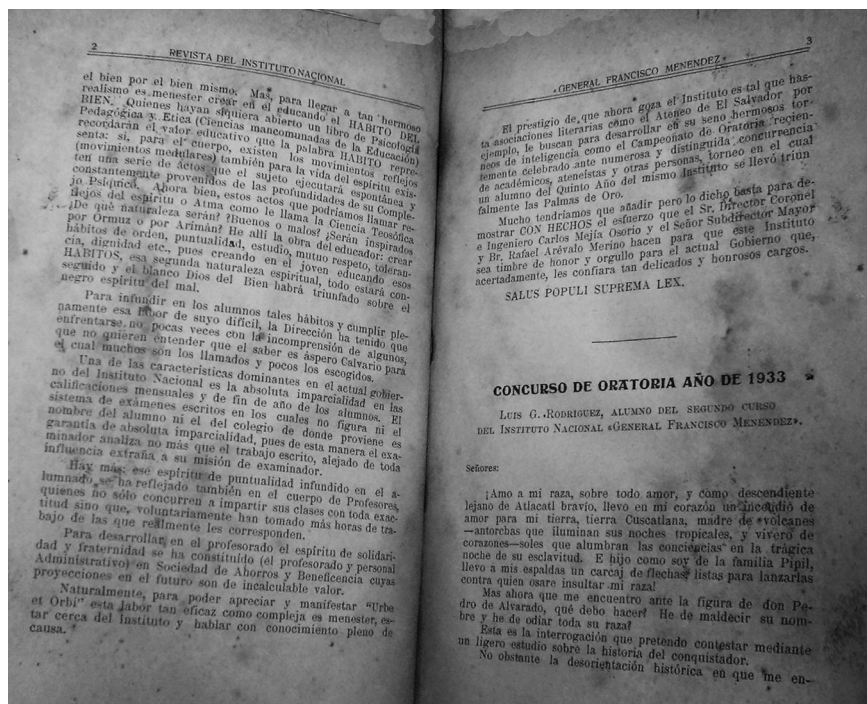 2
REVISTA DEL INSTITUTO NACIONAL
el bien por el bien mismo. Mas, para llegar a tan hermoso
realismo es menester crear en el educando el HABITO DEL
BIEN. Quienes hayan siquiera abierto un libro de Psicología
Pedagógica y Etica (Ciencias mancomunadas de la Educación)
recordarán el valor educativo que la palabra HABITO repre-
senta: si, para el cuerpo, existen los movimientos reflejos
(movimientos medulares) también para la vida del espíritu exis-
ten una serie de actos que el sujeto ejecutará espontánea y
constantemente provenidos de las profundidades de su Comple-
jo Psíquico. Ahora bien, estos actos que podríamos llamar re-
flejos del espíritu o Atma como le llama la Ciencia Teosófica
¿De qué naturaleza serán? ¿Buenos o malos? ¿Serán inspirados
por Ormuz o por Arimán? He allí la obra del educador: crear
hábitos de orden, puntualidad, estudio, mutuo respeto, toleran-
cia, dignidad etc., pues creando en el joven educando esos
HABITOS, esa segunda naturaleza espiritual, todo estará con-
seguido y el blanco Dios del Bien habrá triunfado sobre el
negro espíritu del mal.
Para infundir en los alumnos tales hábitos y cumplir ple-
namente esa labor de suyo difícil, la Dirección ha tenido que
enfrentarse no pocas veces con la incomprensión de algunos,
que no quieren entender que el saber es áspero Calvario para
el cual muchos son los llamados y pocos los escogidos.
Una de las características dominantes en el actual gobier-
no del Instituto Nacional es la absoluta imparcialidad en las
calificaciones mensuales y de fin de año de los alumnos. El
sistema de exámenes escritos en los cuales no figura ni el
nombre del alumno ni el del colegio de donde proviene es
garantía de absoluta imparcialidad, pues de esta manera el exa-
minador analiza no más que el trabajo escrito, alejado de toda
influencia extraña a su misión de examinador.
Hay más: ese espíritu de puntualidad infundido en el a-
lumnado, se ha reflejado también en el cuerpo de Profesores,
quienes no sólo concurren a impartir sus clases con toda exac-
titud sino que, voluntariamente han tomado más horas de tra-
bajo de las que realmente les corresponden.
Para desarrollar en el profesorado el espíritu de solidari-
dad y fraternidad se ha constituído (el profesorado y personal
Administrativo) en Sociedad de Ahorros y Beneficencia cuyas
proyecciones en el futuro son de incalculable valor.
Naturalmente, para poder apreciar y manifestar "Urbe
et Orbi" esta labor tan eficaz como compleja es menester, es-
tar cerca del Instituto y hablar con conocimiento pleno de
causa.
3
«GENERAL FRANCISCO MENENDEZ»
El prestigio de que ahora goza el Instituto es tal que has-
ta asociaciones literarias como el Ateneo de El Salvador por
ejemplo, le buscan para desarrollar en su seno hermosos tor-
neos de inteligencia como el Campeonato de Oratoria recien-
temente celebrado ante numerosa y distinguida concurrencia
de académicos, ateneístas y otras personas, torneo en el cual
un alumno del Quinto Año del mismo Instituto se llevó triun
falmente las Palmas de Oro.
Mucho tendríamos que añadir pero lo dicho basta para de-
mostrar CON HECHOS el esfuerzo que el Sr. Director Coronel
e Ingeniero Carlos Mejía Osorio y el Señor Subdirector Mayor
y Br. Rafael Arévalo Merino hacen para que este Instituto
sea timbre de honor y orgullo para el actual Gobierno que,
acertadamente, les confiara tan delicados y honrosos cargos.
SALUS POPULI SUPREMA LEX.
CONCURSO DE ORATORIA AÑO DE 1933
LUIS G. RODRIGUEZ, ALUMNO DEL SEGUNDO CURSO
DEL INSTITUTO NACIONAL «GENERAL FRANCISCO MENENDEZ».
Señores:
¡Amo a mi raza, sobre todo amor, y como descendiente
lejano de Atlacatl bravío, llevo en mi corazón un incendio de
amor para mi tierra, tierra Cuscatlana, madre de volcanes
—antorchas que iluminan sus noches tropicales, y vivero de
corazones—soles que alumbran las conciencias en la trágica
noche de su esclavitud. E hijo como soy de la familia Pipil,
llevo a mis espaldas un carcaj de flechas listas para lanzarlas
contra quien osare insultar mi raza!
Mas ahora que me encuentro ante la figura de don Pe-
dro de Alvarado, qué debo hacer? He de maldecir su nom-
bre y he de odiar toda su raza?
Esta es la interrogación que pretendo contestar mediante
un ligero estudio sobre la historia del conquistador.
No obstante la desorientación histórica en que me en-